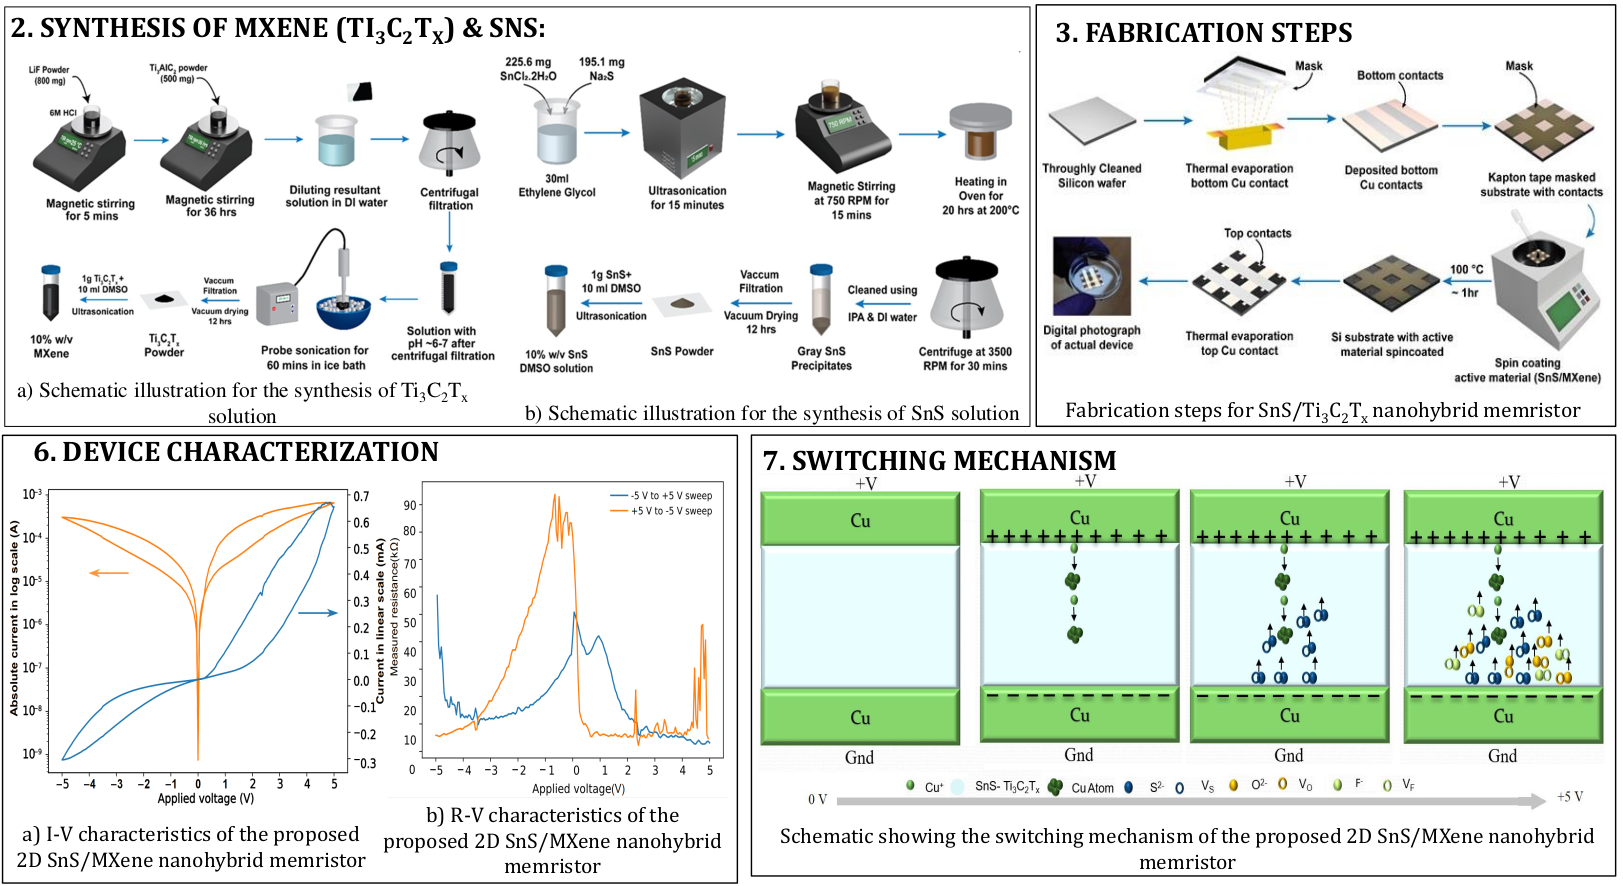 2. SYNTHESIS OF MXENE (TI3C2TX) & SNS:
LiF Powder
(800 mg)
6M HCl
Magnetic stirring
for 5 mins
Ti3AlC2 powder
(500 mg)
Magnetic stirring
for 36 hrs
Diluting resultant
solution in DI water
Centrifugal
filtration
Solution with
pH ~6-7 after
centrifugal filtration
Probe sonication for
60 mins in ice bath
Vaccum
Filtration
Vacuum drying
12 hrs
Ti3C2Tx
Powder
1g Ti3C2Tx +
10 ml DMSO
Ultrasonication
10% w/v
MXene
a) Schematic illustration for the synthesis of Ti3C2Tx
solution
225.6 mg
SnCl2.2H2O
195.1 mg
Na2S
30ml
Ethylene Glycol
Ultrasonication
for 15 minutes
750 RPM
Magnetic Stirring
at 750 RPM for
15 mins
Heating in
Oven for
20 hrs at 200°C
Centrifuge at 3500
RPM for 30 mins
Cleaned using
IPA & DI water
Gray SnS
Precipitates
Vaccum
Filtration
Vacuum Drying
12 hrs
SnS Powder
1g SnS+
10 ml DMSO
Ultrasonication
10% w/v SnS
DMSO solution
b) Schematic illustration for the synthesis of SnS solution
3. FABRICATION STEPS
Throughly Cleaned
Silicon wafer
Mask
Thermal evaporation
bottom Cu contact
Bottom contacts
Deposited bottom
Cu contacts
Mask
Kapton tape masked
substrate with contacts
Spin coating
active material (SnS/MXene)
100 °C
~ 1hr
Si substrate with active
material spincoated
Top contacts
Thermal evaporation
top Cu contact
Digital photograph
of actual device
Fabrication steps for SnS/Ti3C2Tx nanohybrid memristor
6. DEVICE CHARACTERIZATION
Absolute current in log scale (A)
10-3
10-4
10-5
10-6
10-7
10-8
10-9
−5 −4 −3 −2 −1 0 1 2 3 4 5
Applied voltage (V)
0.7
0.6
0.5
0.4
0.3
0.2
0.1
0.0
−0.1
−0.2
−0.3
Current in linear scale (mA)
a) I-V characteristics of the proposed
2D SnS/MXene nanohybrid memristor
Measured resistance(kΩ)
90
80
70
60
50
40
30
20
10
0
−5 −4 −3 −2 −1 0 1 2 3 4 5
Applied voltage(V)
-5 V to +5 V sweep
+5 V to -5 V sweep
b) R-V characteristics of the
proposed 2D SnS/MXene nanohybrid
memristor
7. SWITCHING MECHANISM
+V +V +V +V
Cu Cu Cu Cu
+ + + + + + + + + + +
+ + + + + + + + + + +
+ + + + + + + + + + +
Cu Cu Cu Cu
Gnd Gnd Gnd Gnd
Cu+ SnS- Ti3C2Tx Cu Atom S2- VS O2- VO F- VF
0 V +5 V
Schematic showing the switching mechanism of the proposed 2D SnS/MXene nanohybrid
memristor